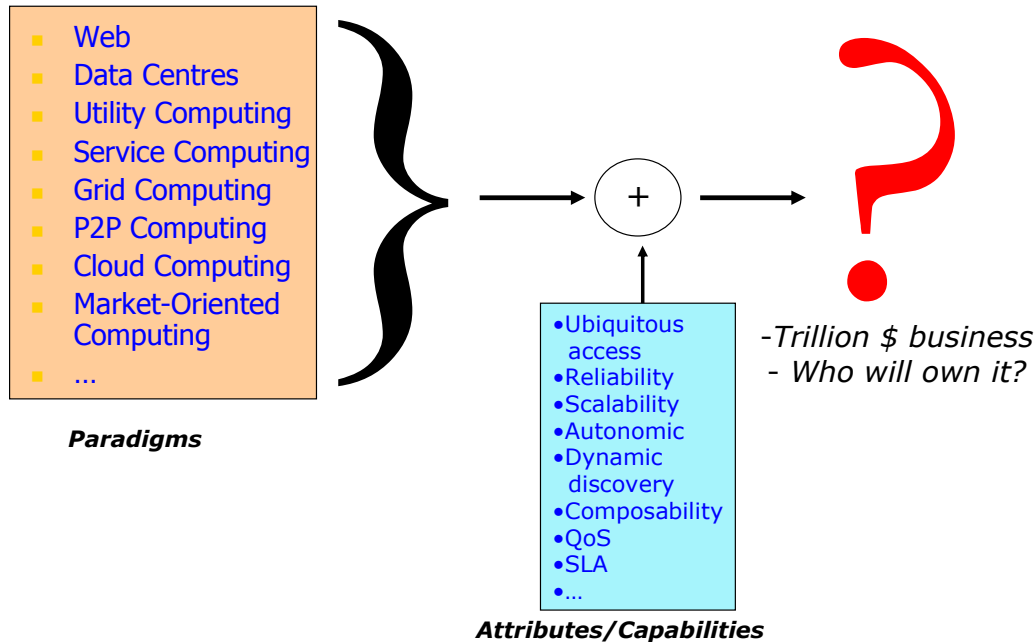 Web
Data Centres
Utility Computing
Service Computing
Grid Computing
P2P Computing
Cloud Computing
Market-Oriented
Computing
…
Paradigms
+
•Ubiquitous
access
•Reliability
•Scalability
•Autonomic
•Dynamic
discovery
•Composability
•QoS
•SLA
•…
Attributes/Capabilities
?
-Trillion $ business
- Who will own it?